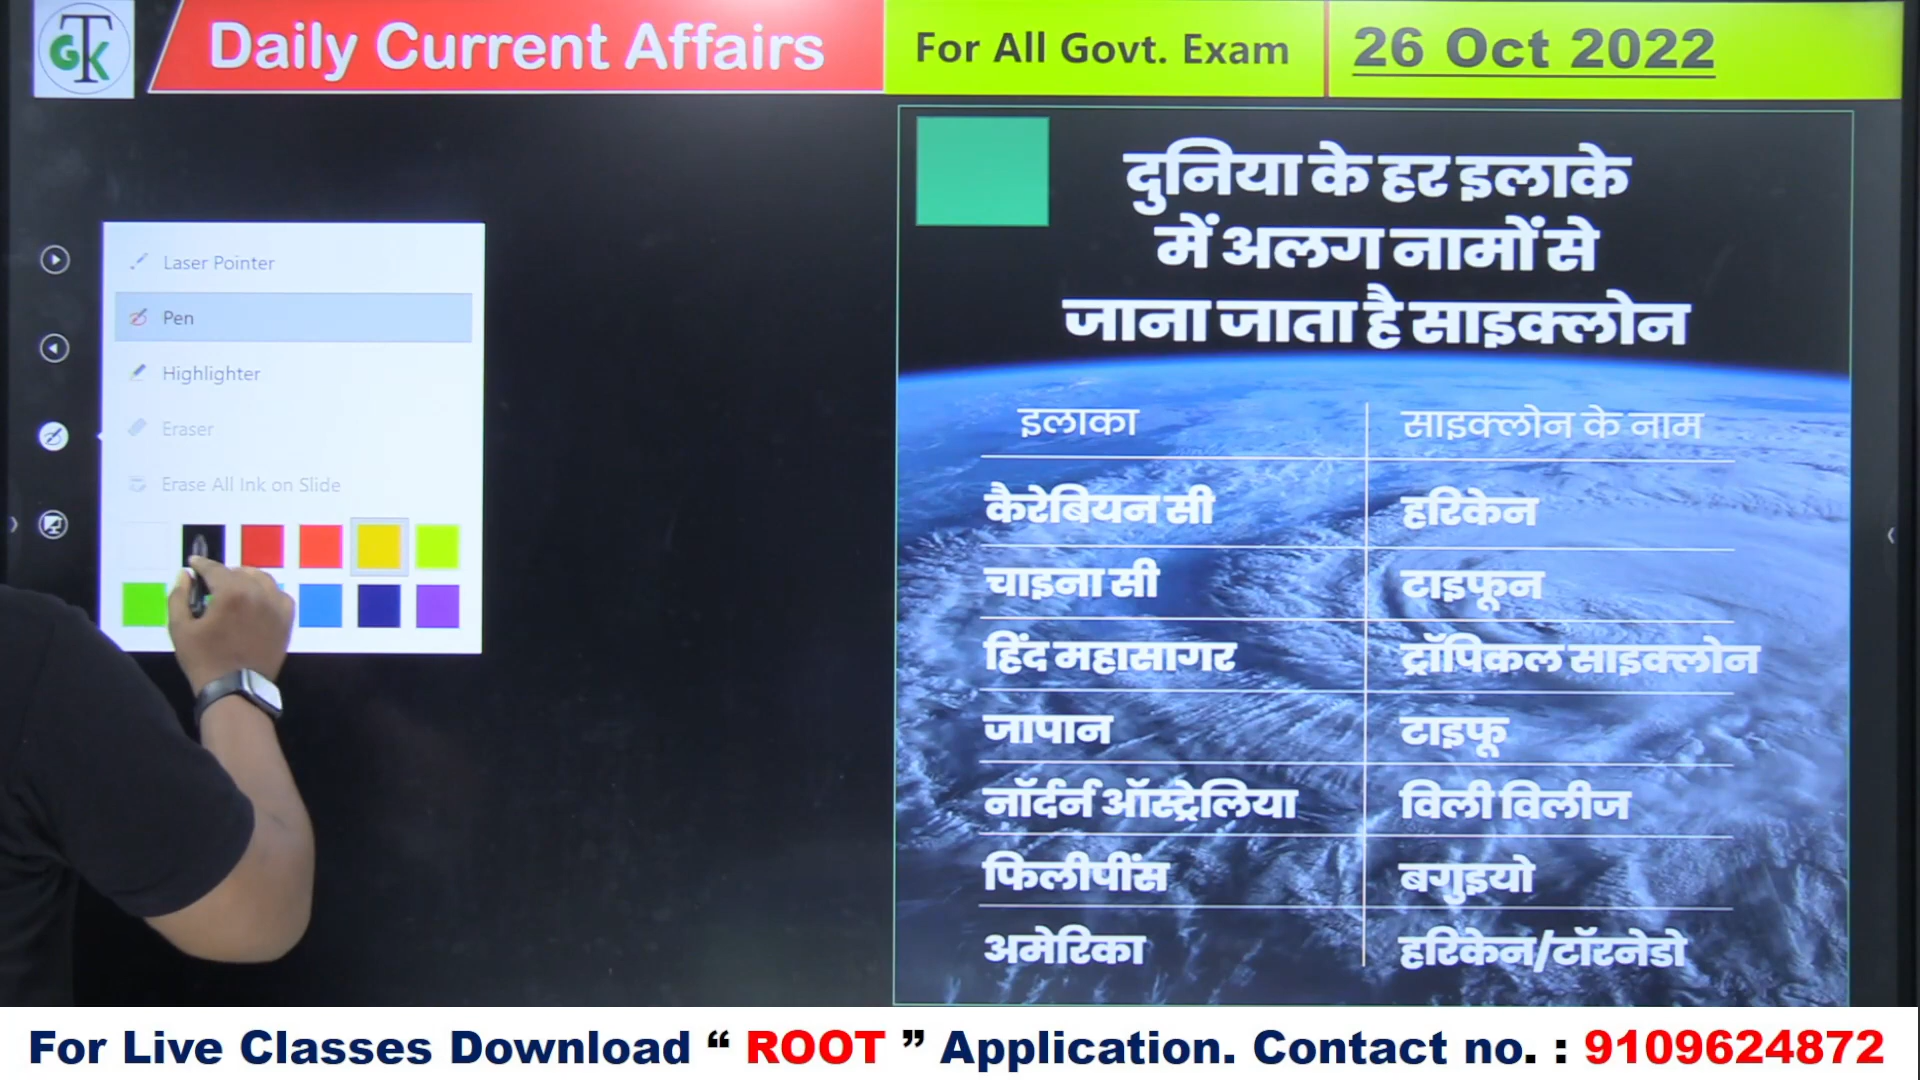 GTK
Daily Current Affairs
For All Govt. Exam
26 Oct 2022
दुनिया के हर इलाके
में अलग नामों से
जाना जाता है साइक्लोन
Laser Pointer
Pen
Highlighter
Eraser
Erase All Ink on Slide
इलाका साइक्लोन के नाम
कैरेबियन सी हरिकेन
चाइना सी टाइफून
हिंद महासागर ट्रॉपिकल साइक्लोन
जापान टाइफू
नॉर्दर्न ऑस्ट्रेलिया विली विलीज
फिलीपींस बगुइयो
अमेरिका हरिकेन/टॉरनेडो
For Live Classes Download “ ROOT ” Application. Contact no. : 9109624872